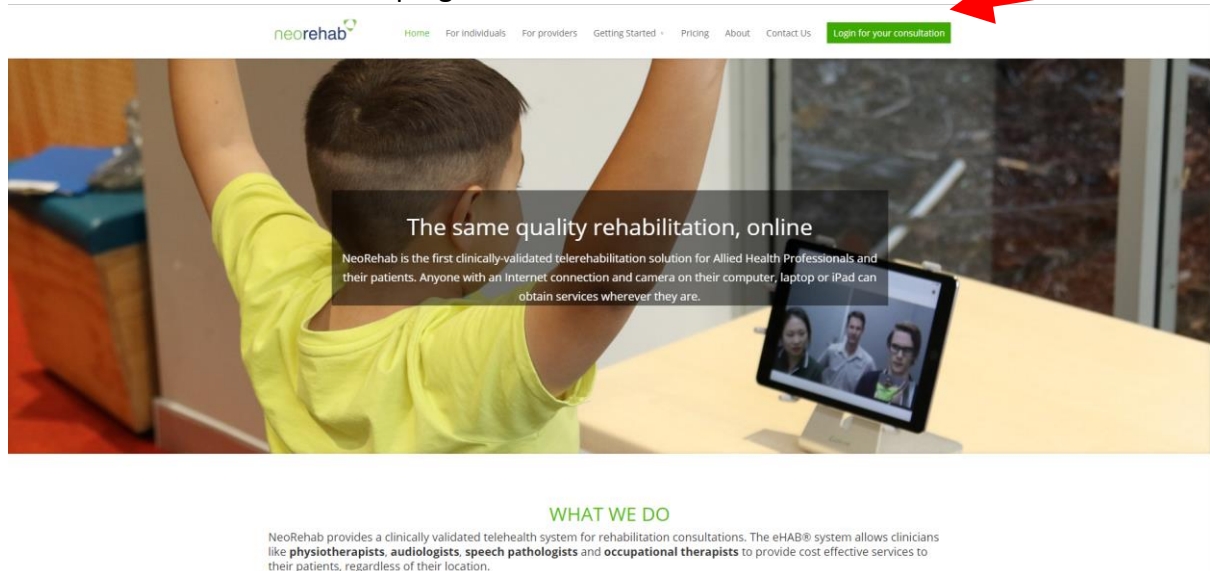 neorehab
Home For individuals For providers Getting Started Pricing About Contact Us Login for your consultation
The same quality rehabilitation, online
NeoRehab is the first clinically-validated telerehabilitation solution for Allied Health Professionals and
their patients. Anyone with an Internet connection and camera on their computer, laptop or iPad can
obtain services wherever they are.
WHAT WE DO
NeoRehab provides a clinically validated telehealth system for rehabilitation consultations. The eHAB® system allows clinicians
like physiotherapists, audiologists, speech pathologists and occupational therapists to provide cost effective services to
their patients, regardless of their location.